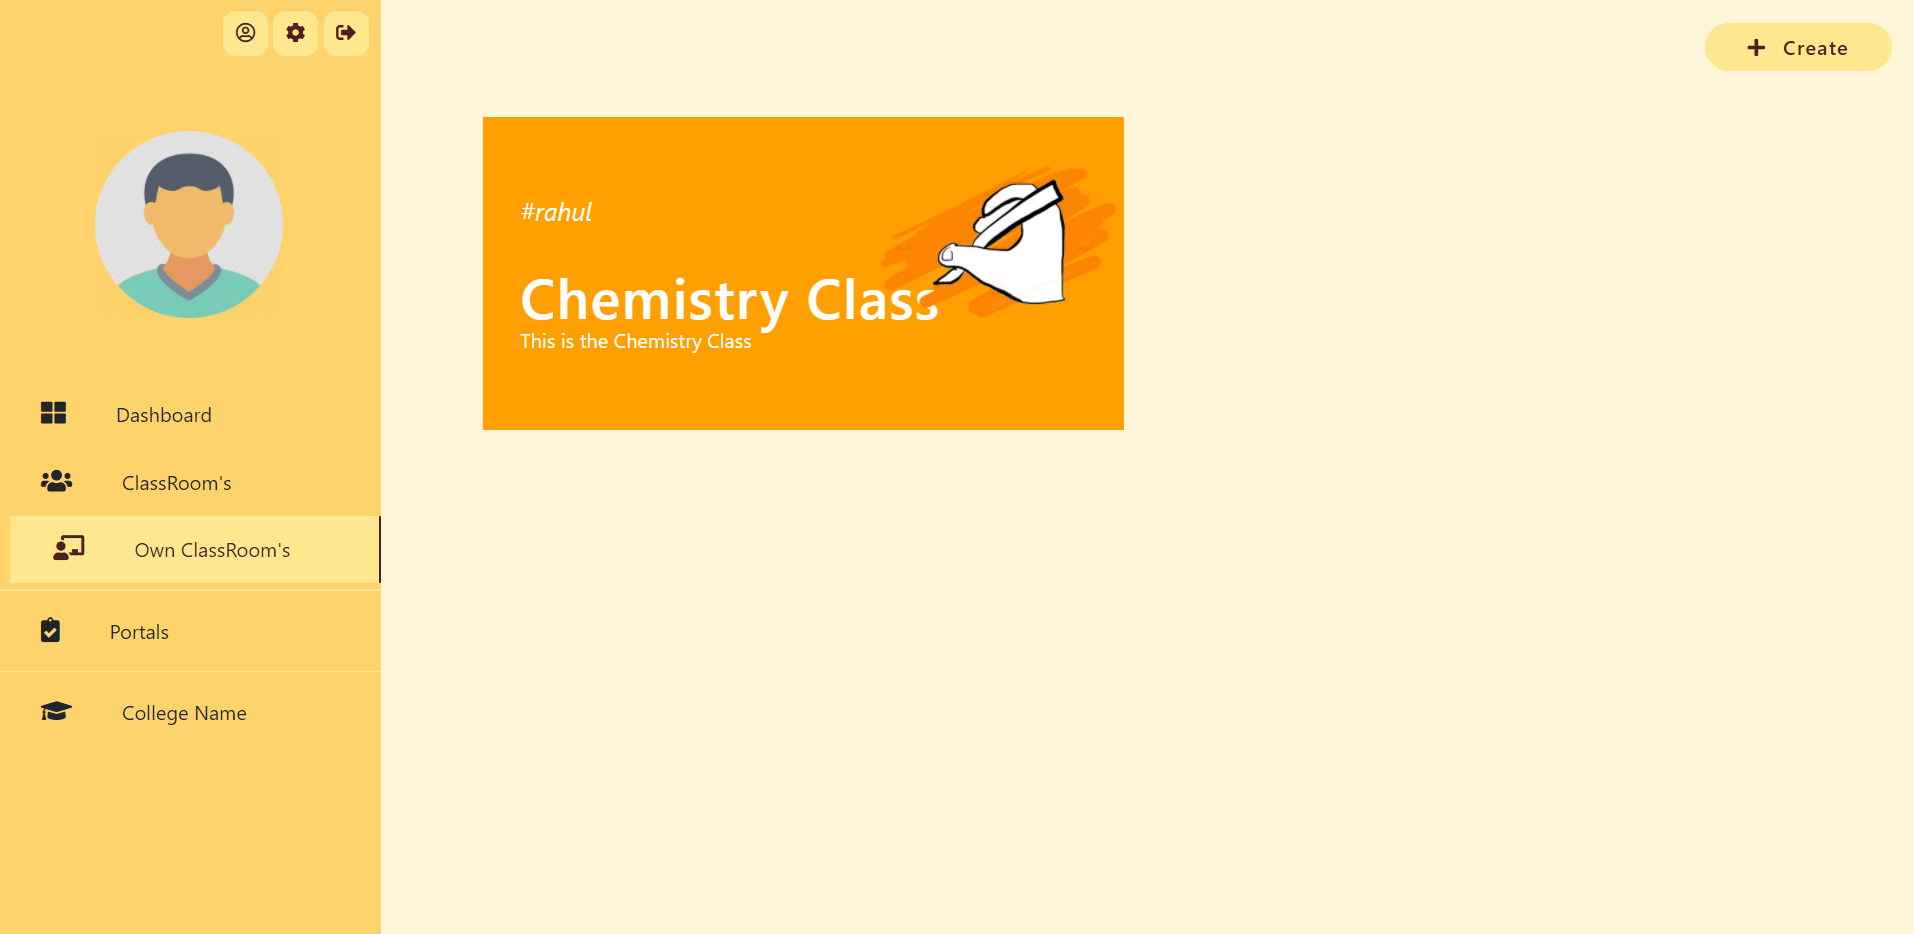 Create
#rahul
Chemistry Class
This is the Chemistry Class
Dashboard
ClassRoom's
Own ClassRoom's
Portals
College Name